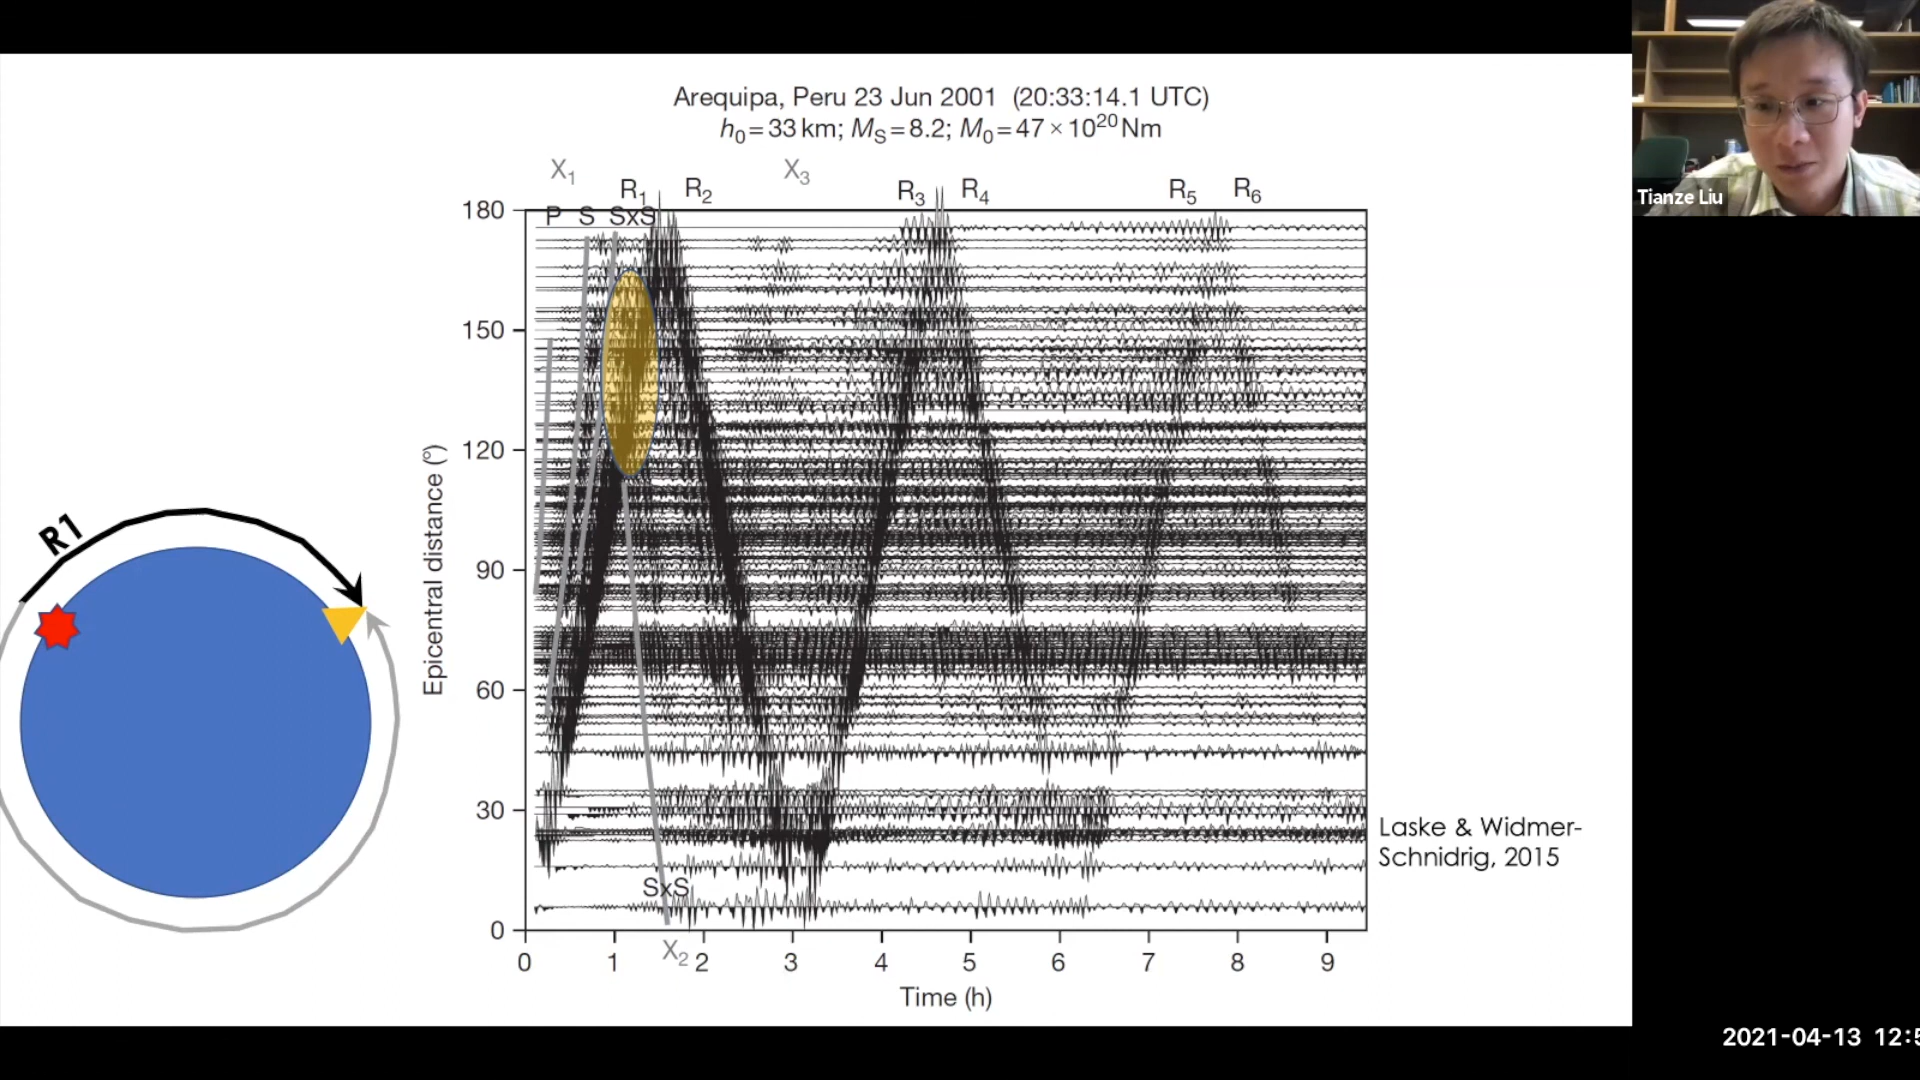 Arequipa, Peru 23 Jun 2001 (20:33:14.1 UTC)
h₀ = 33 km; M_S = 8.2; M₀ = 47 × 10²⁰ Nm
X₁ X₃
R₁ R₂ R₃ R₄ R₅ R₆
P S SxS
180
150
120
90
60
30
0
Epicentral distance (°)
SxS
X₂
0 1 2 3 4 5 6 7 8 9
Time (h)
R1
Laske & Widmer-
Schnidrig, 2015
Tianze Liu
2021-04-13 12:5